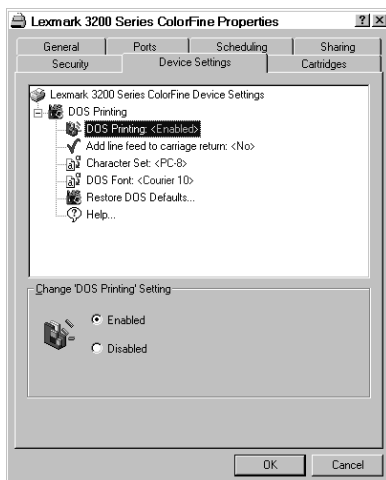 Lexmark 3200 Series ColorFine Properties
General Ports Scheduling Sharing
Security Device Settings Cartridges
Lexmark 3200 Series ColorFine Device Settings
DOS Printing
DOS Printing: <Enabled>
Add line feed to carriage return: <No>
Character Set: <PC-8>
DOS Font: <Courier 10>
Restore DOS Defaults...
Help...
Change 'DOS Printing' Setting
Enabled
Disabled
OK Cancel